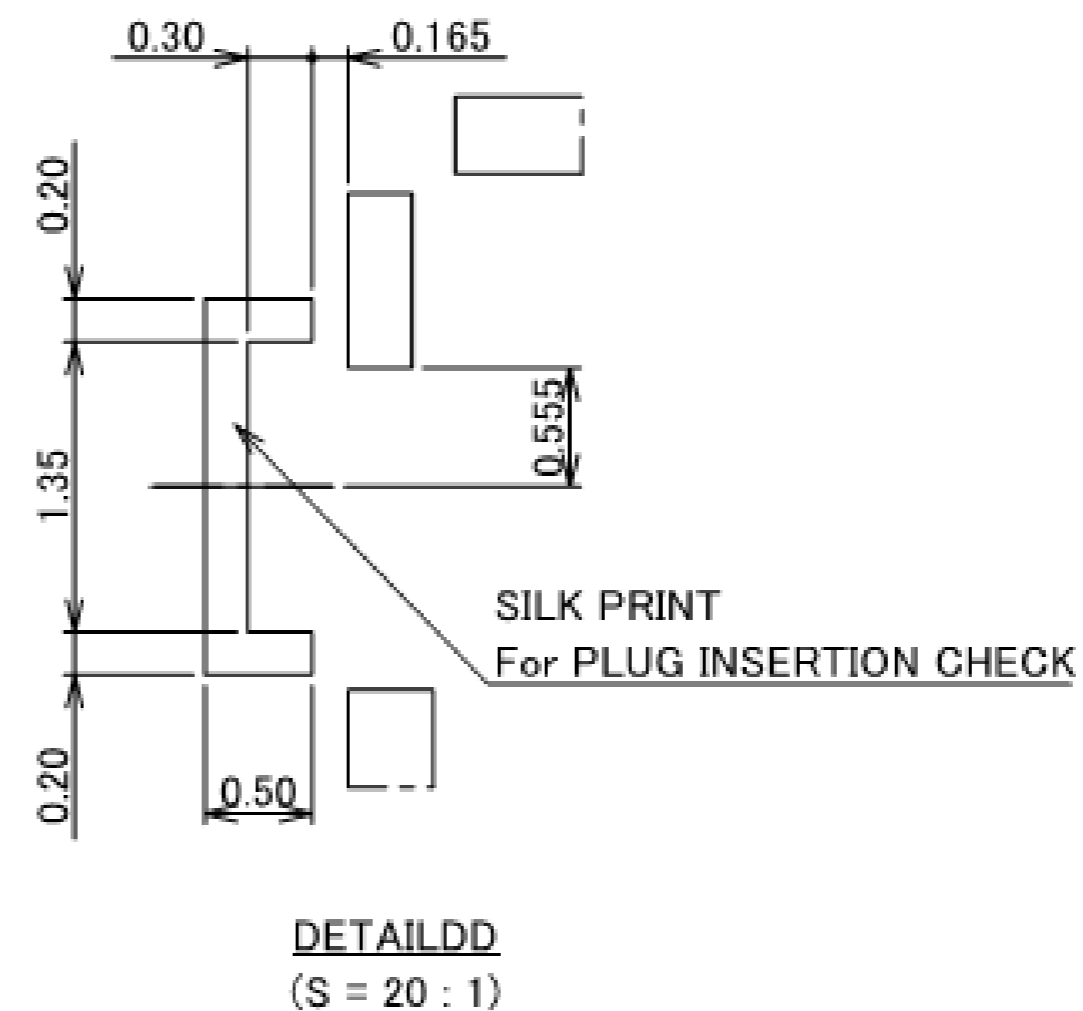 0.30
0.165
0.20
0.555
1.35
SILK PRINT
For PLUG INSERTION CHECK
0.20
0.50
DETAILDD
(S = 20 : 1)